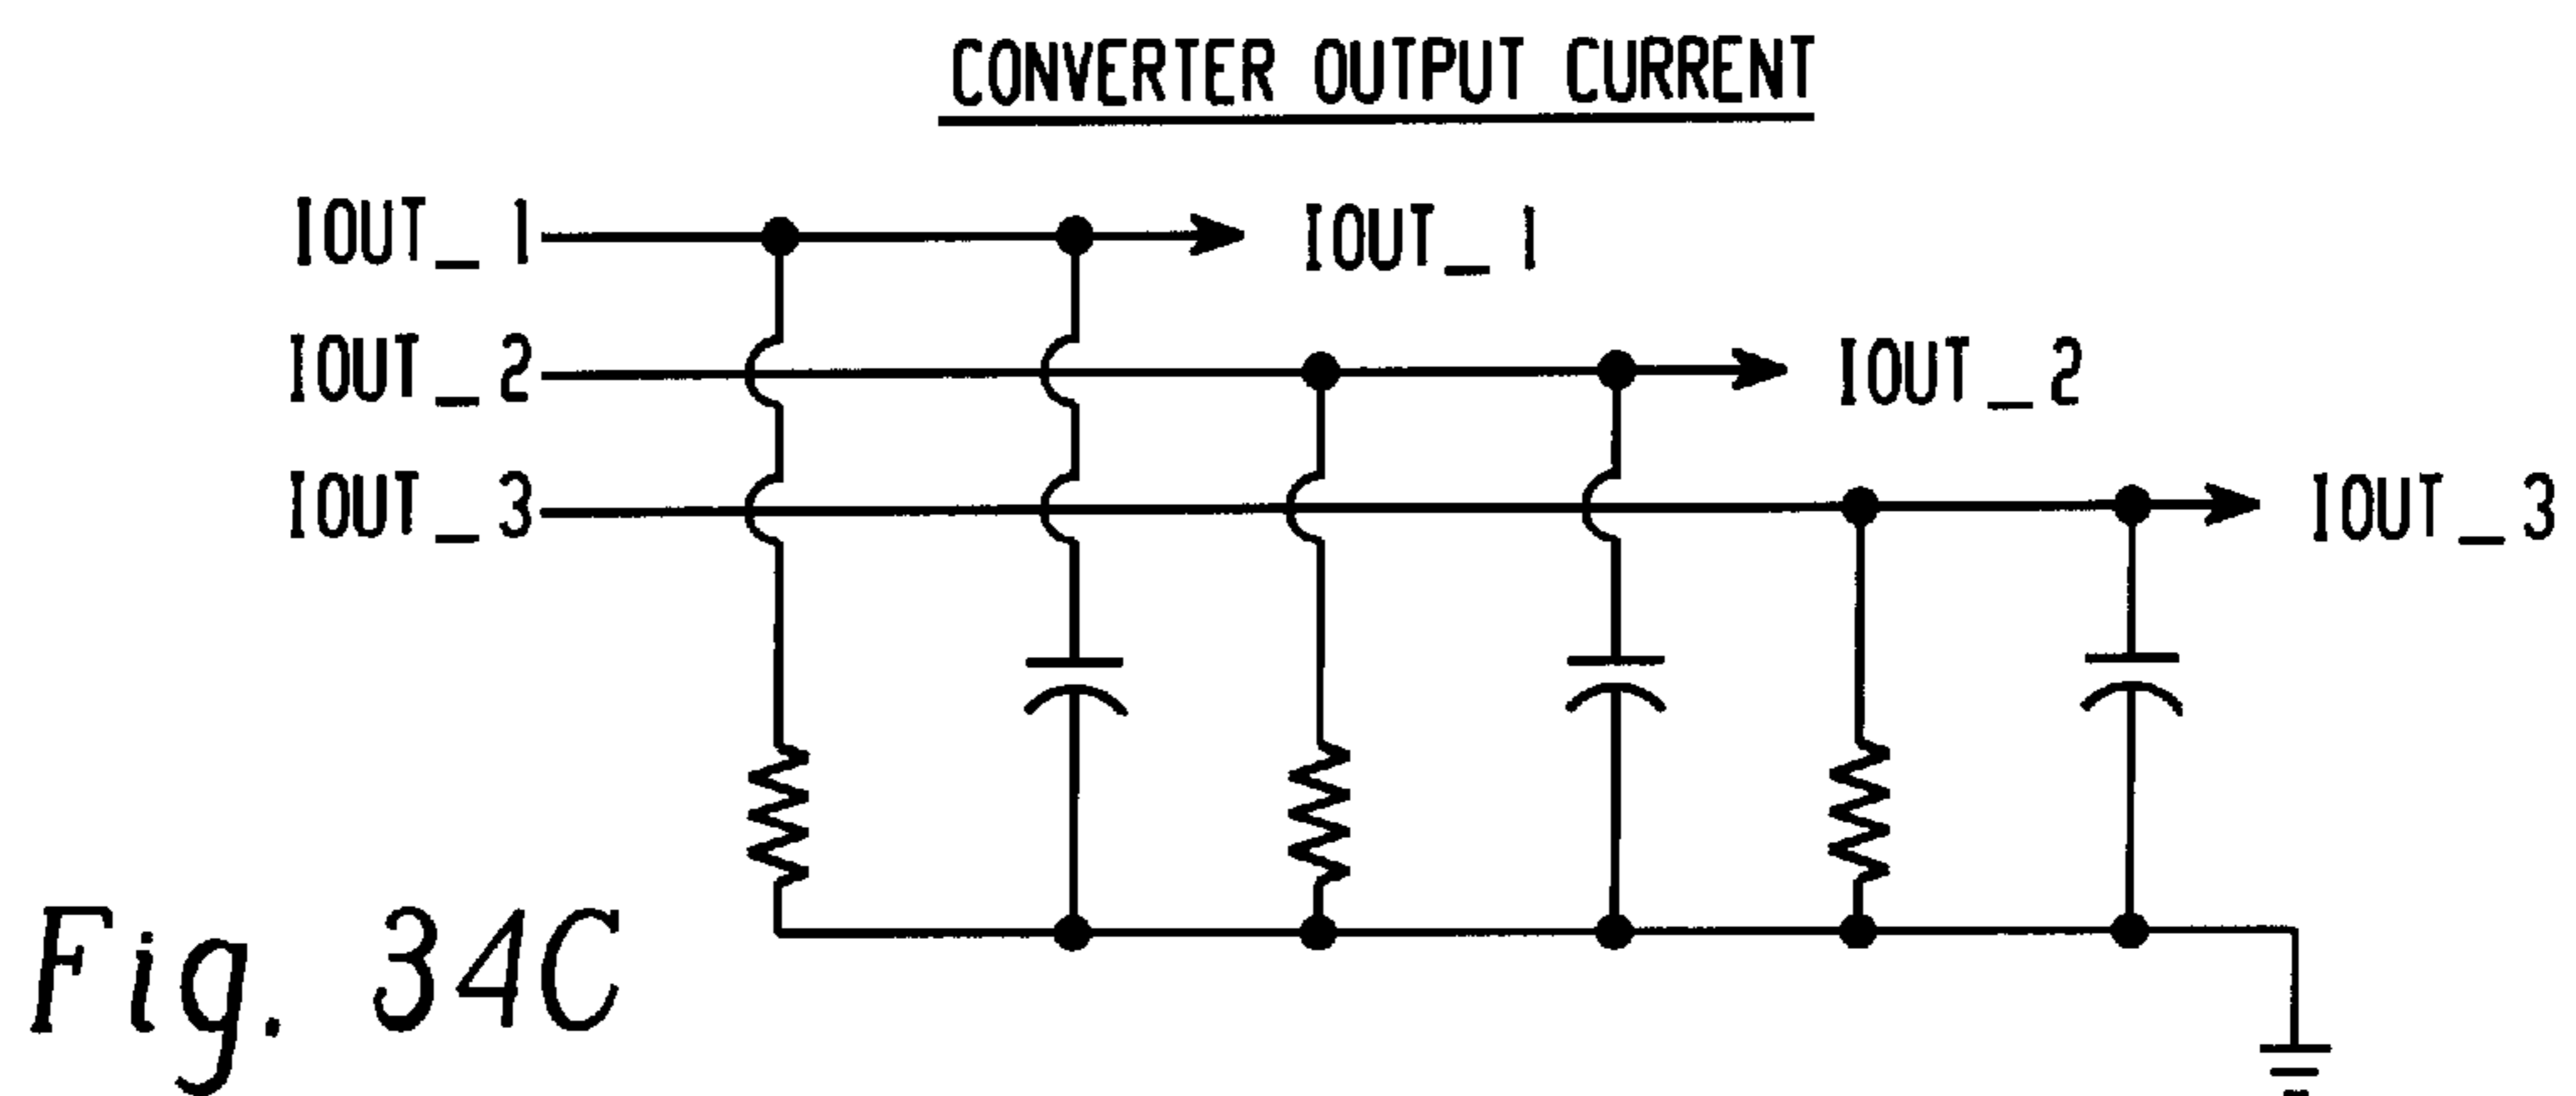 CONVERTER OUTPUT CURRENT
IOUT_1 IOUT_1
IOUT_2 IOUT_2
IOUT_3 IOUT_3
Fig. 34C